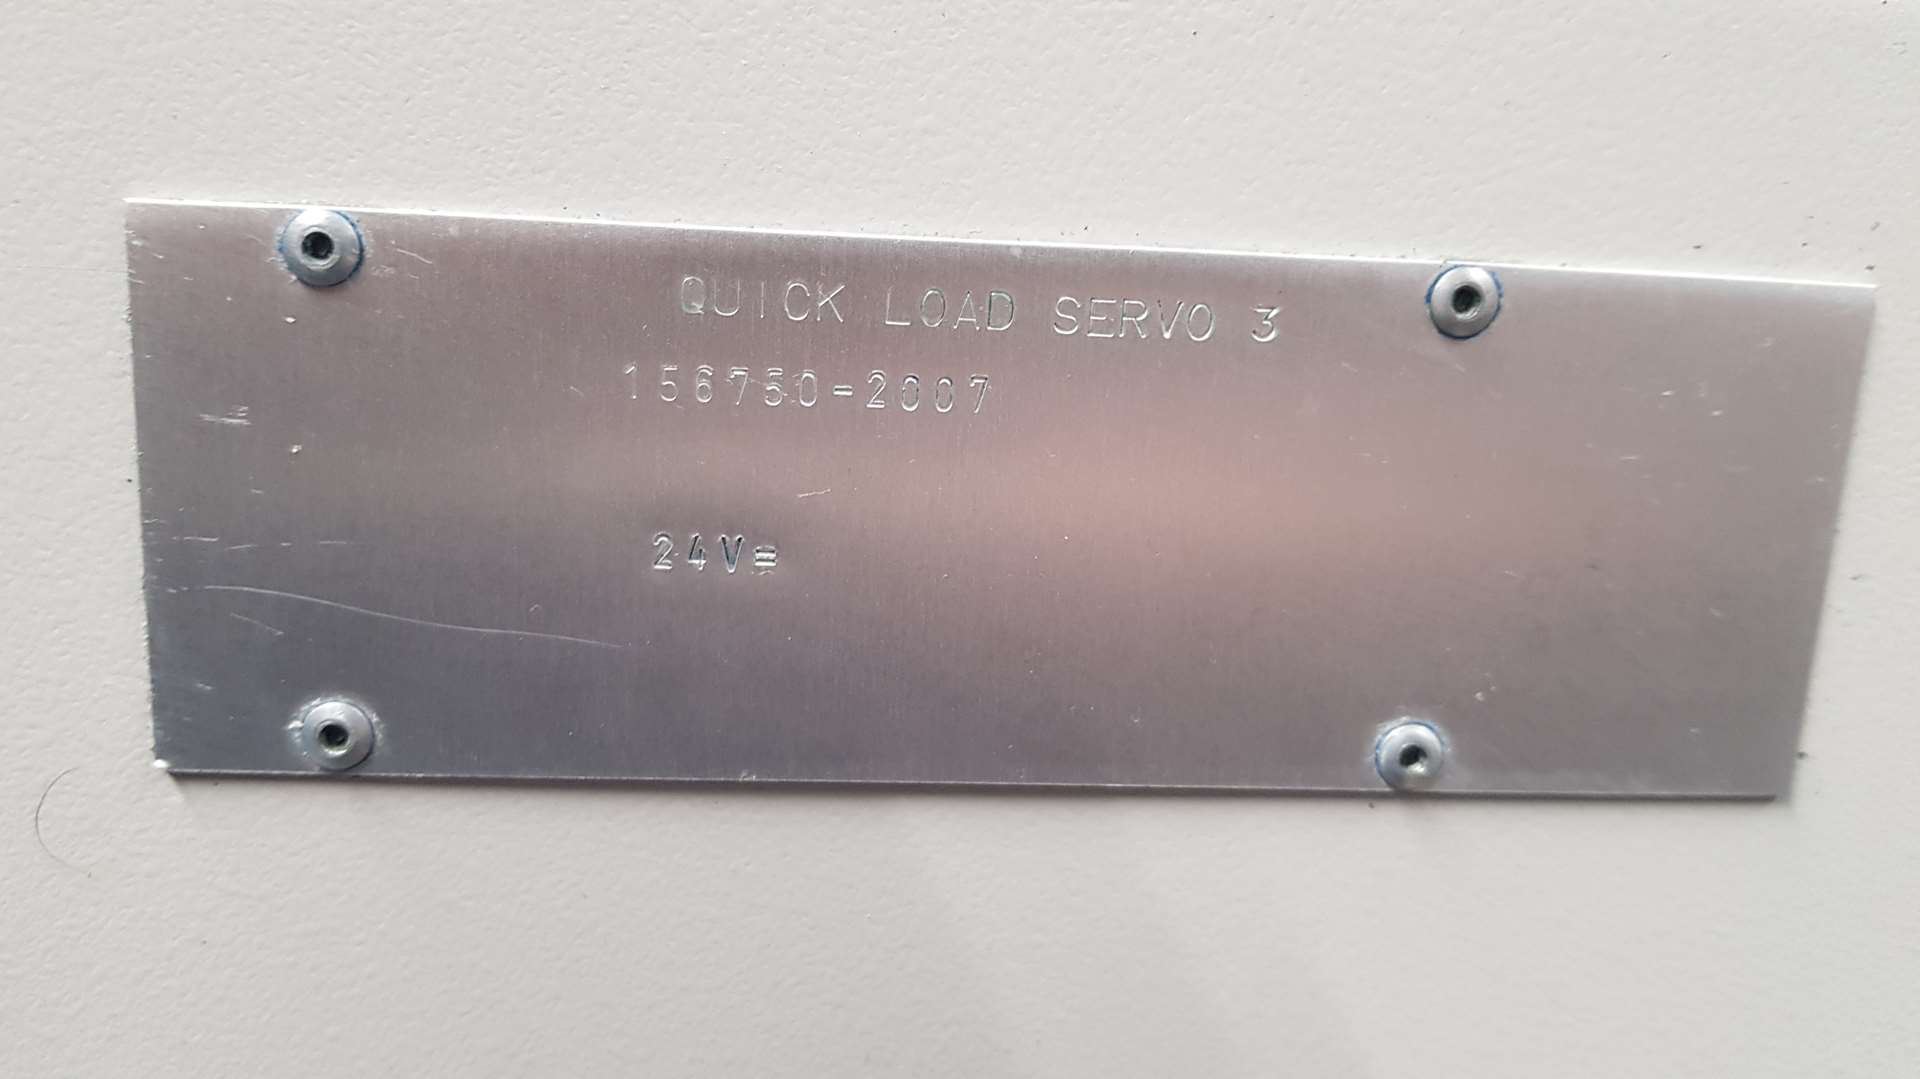 QUICK LOAD SERVO 3
156750-2007
24V=